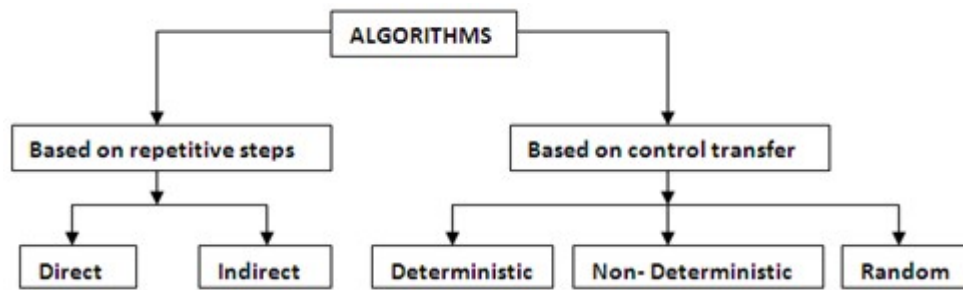 ALGORITHMS
Based on repetitive steps
Based on control transfer
Direct
Indirect
Deterministic
Non- Deterministic
Random